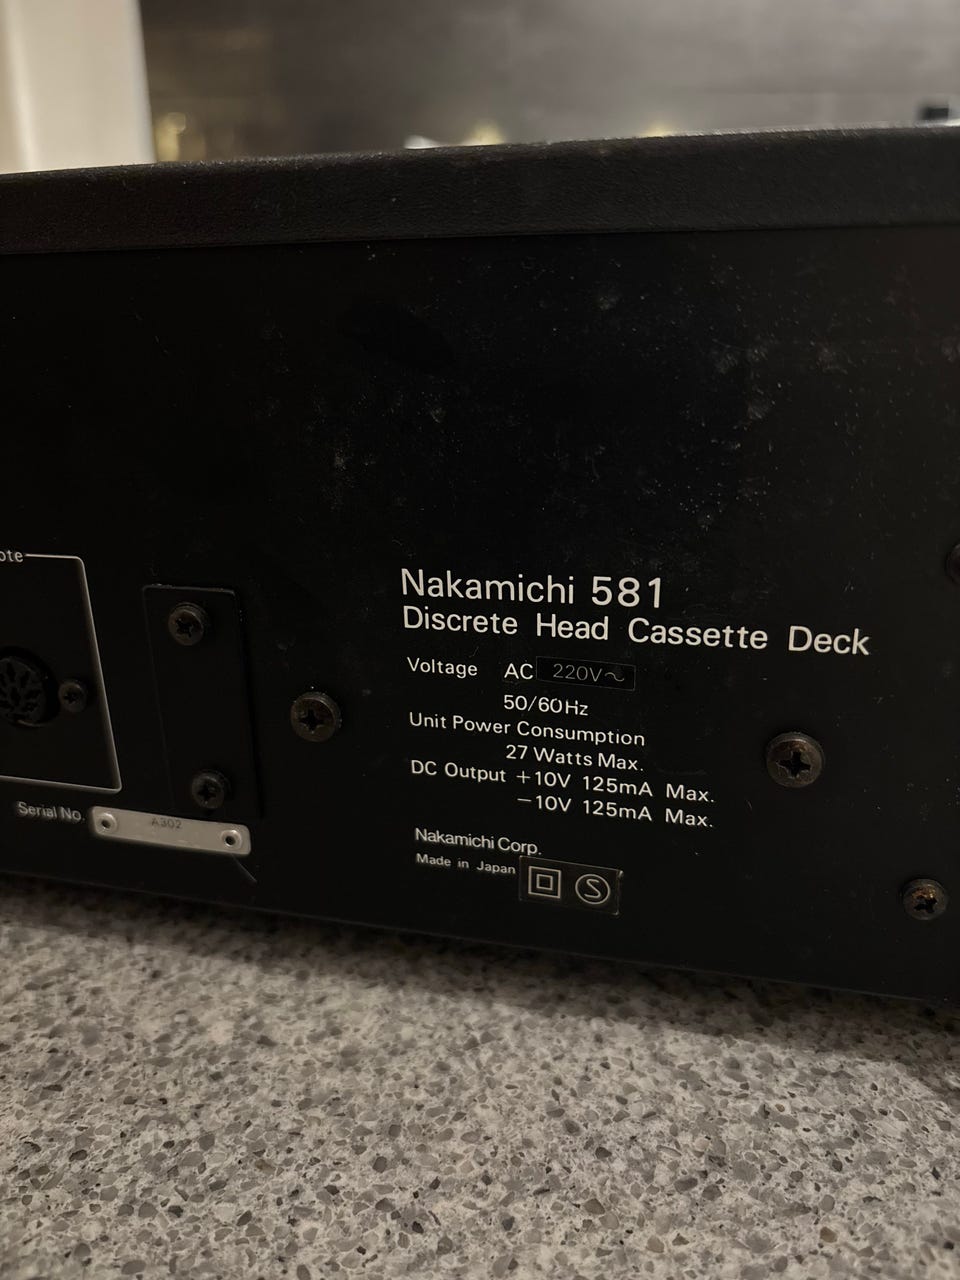 Nakamichi 581
Discrete Head Cassette Deck
Voltage AC 220V~
50/60Hz
Unit Power Consumption
27 Watts Max.
DC Output +10V 125mA Max.
−10V 125mA Max.
Nakamichi Corp.
Made in Japan
S
ote
Serial No. A302